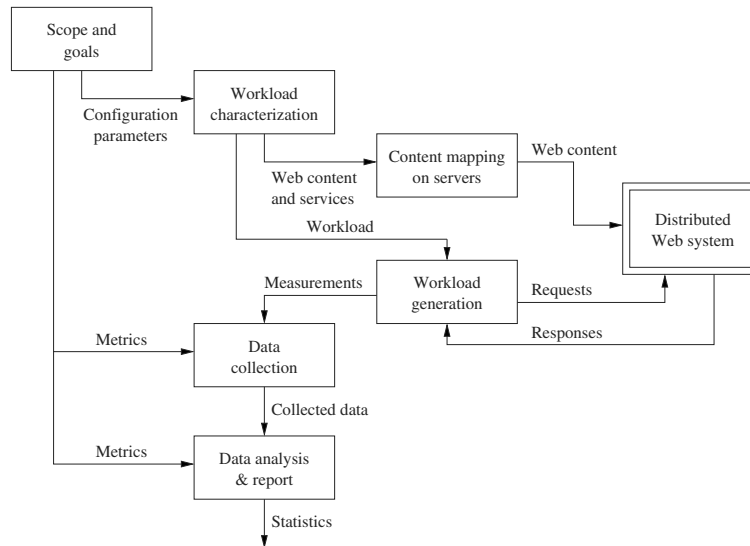 Scope and
goals
Configuration
parameters
Workload
characterization
Web content
and services
Content mapping
on servers
Web content
Distributed
Web system
Workload
Workload
generation
Measurements
Requests
Responses
Metrics
Data
collection
Collected data
Metrics
Data analysis
& report
Statistics